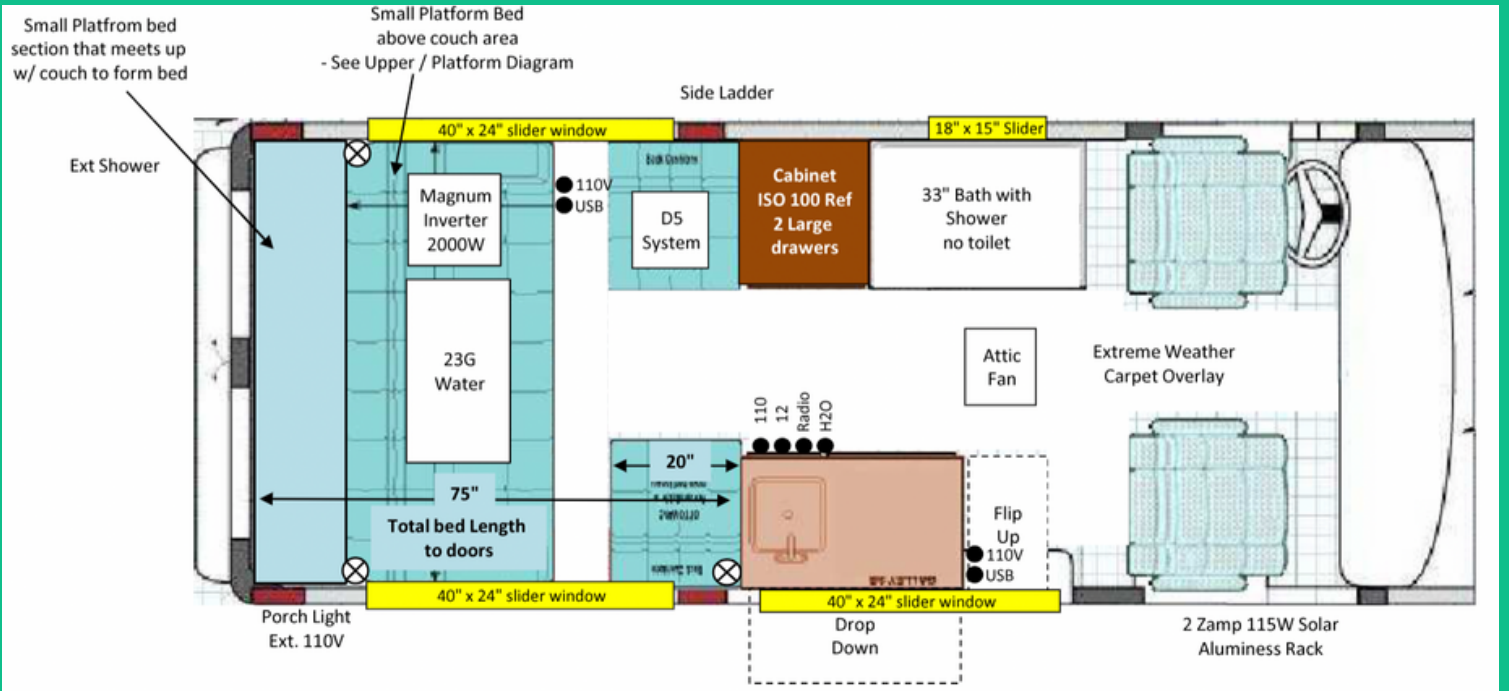 Small Platfrom bed
section that meets up
w/ couch to form bed
Small Platform Bed
above couch area
- See Upper / Platform Diagram
Side Ladder
40" x 24" slider window
18" x 15" Slider
Ext Shower
Magnum
Inverter
2000W
110V
USB
Back Cushions
D5
System
Cabinet
ISO 100 Ref
2 Large
drawers
33" Bath with
Shower
no toilet
23G
Water
Attic
Fan
Extreme Weather
Carpet Overlay
110
12
Radio
H2O
20"
75"
Total bed Length
to doors
Flip
Up
110V
USB
40" x 24" slider window
40" x 24" slider window
Porch Light
Ext. 110V
Drop
Down
2 Zamp 115W Solar
Aluminess Rack